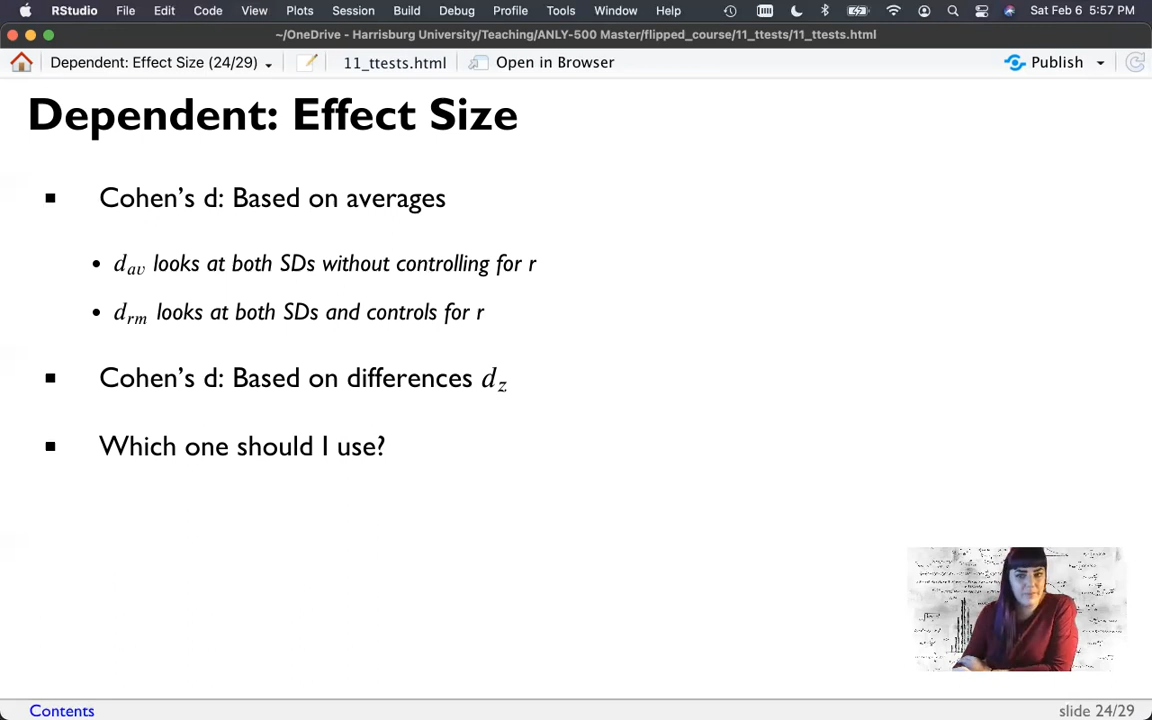 RStudio File Edit Code View Plots Session Build Debug Profile Tools Window Help Sat Feb 6 5:57 PM
~/OneDrive - Harrisburg University/Teaching/ANLY-500 Master/flipped_course/11_ttests/11_ttests.html
Dependent: Effect Size (24/29) 11_ttests.html Open in Browser Publish
Dependent: Effect Size
Cohen's d: Based on averages
• d_av looks at both SDs without controlling for r
• d_rm looks at both SDs and controls for r
Cohen's d: Based on differences d_z
Which one should I use?
Contents slide 24/29